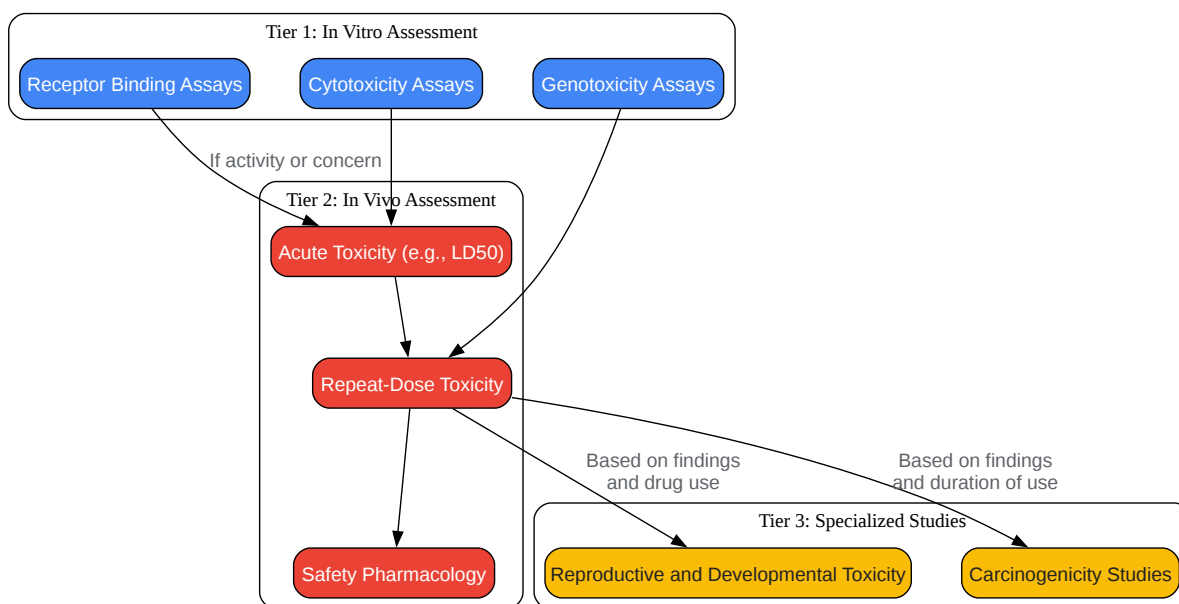 Tier 1: In Vitro Assessment
Receptor Binding Assays
Cytotoxicity Assays
Genotoxicity Assays
If activity or concern
Tier 2: In Vivo Assessment
Acute Toxicity (e.g., LD50)
Repeat-Dose Toxicity
Based on findings
and drug use
Based on findings
and duration of use
Tier 3: Specialized Studies
Safety Pharmacology
Reproductive and Developmental Toxicity
Carcinogenicity Studies